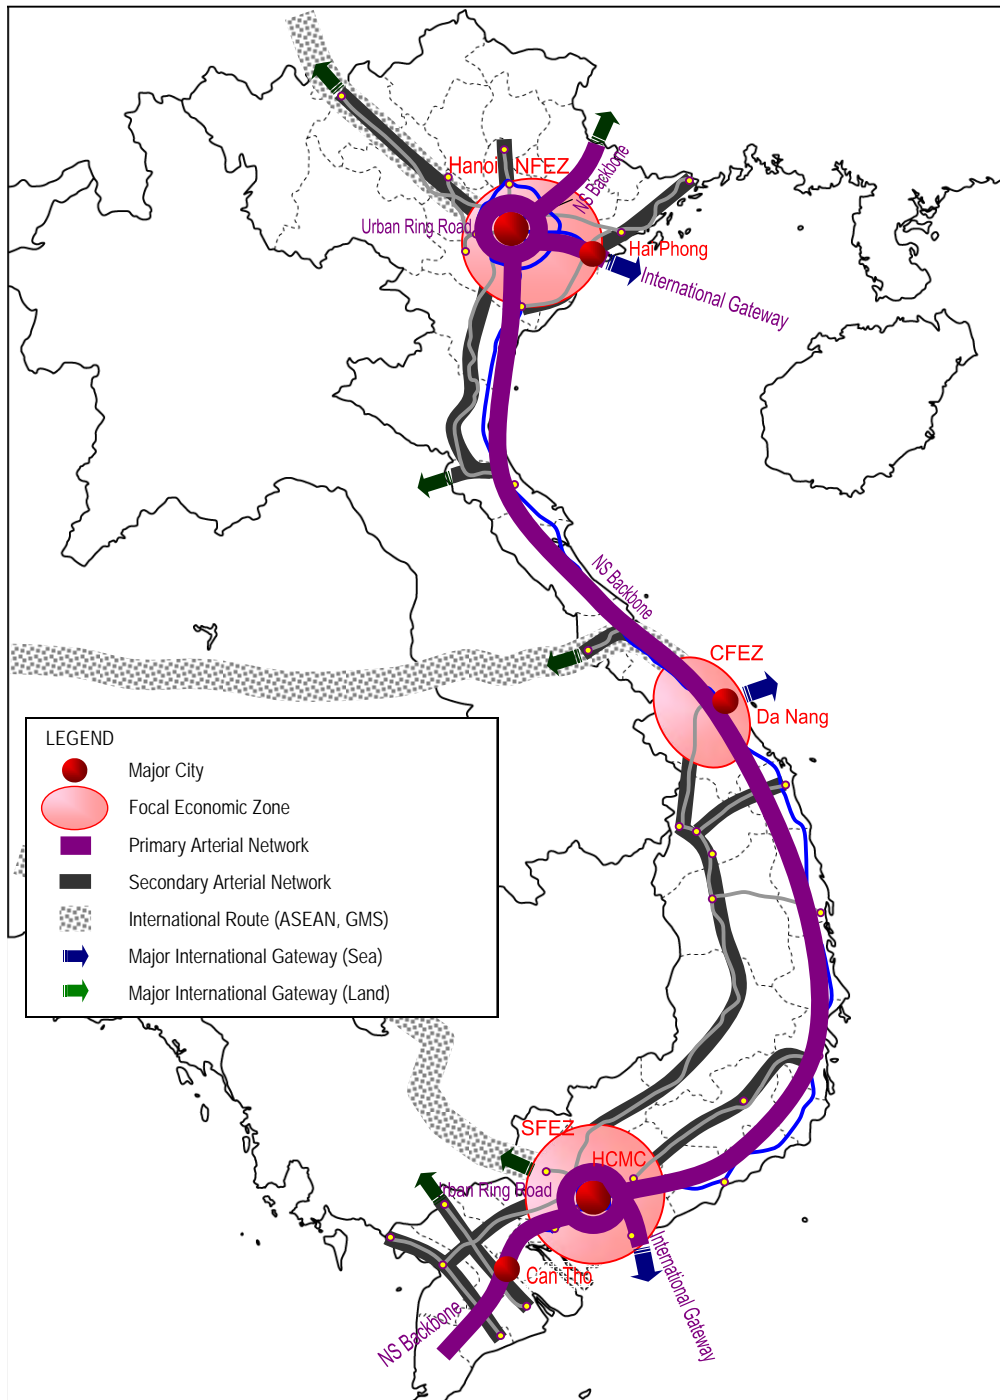 Hanoi
NFEZ
NS Backbone
Urban Ring Road
Hai Phong
International Gateway
NS Backbone
CFEZ
Da Nang
LEGEND
Major City
Focal Economic Zone
Primary Arterial Network
Secondary Arterial Network
International Route (ASEAN, GMS)
Major International Gateway (Sea)
Major International Gateway (Land)
SFEZ
HCMC
Urban Ring Road
International Gateway
Can Tho
NS Backbone